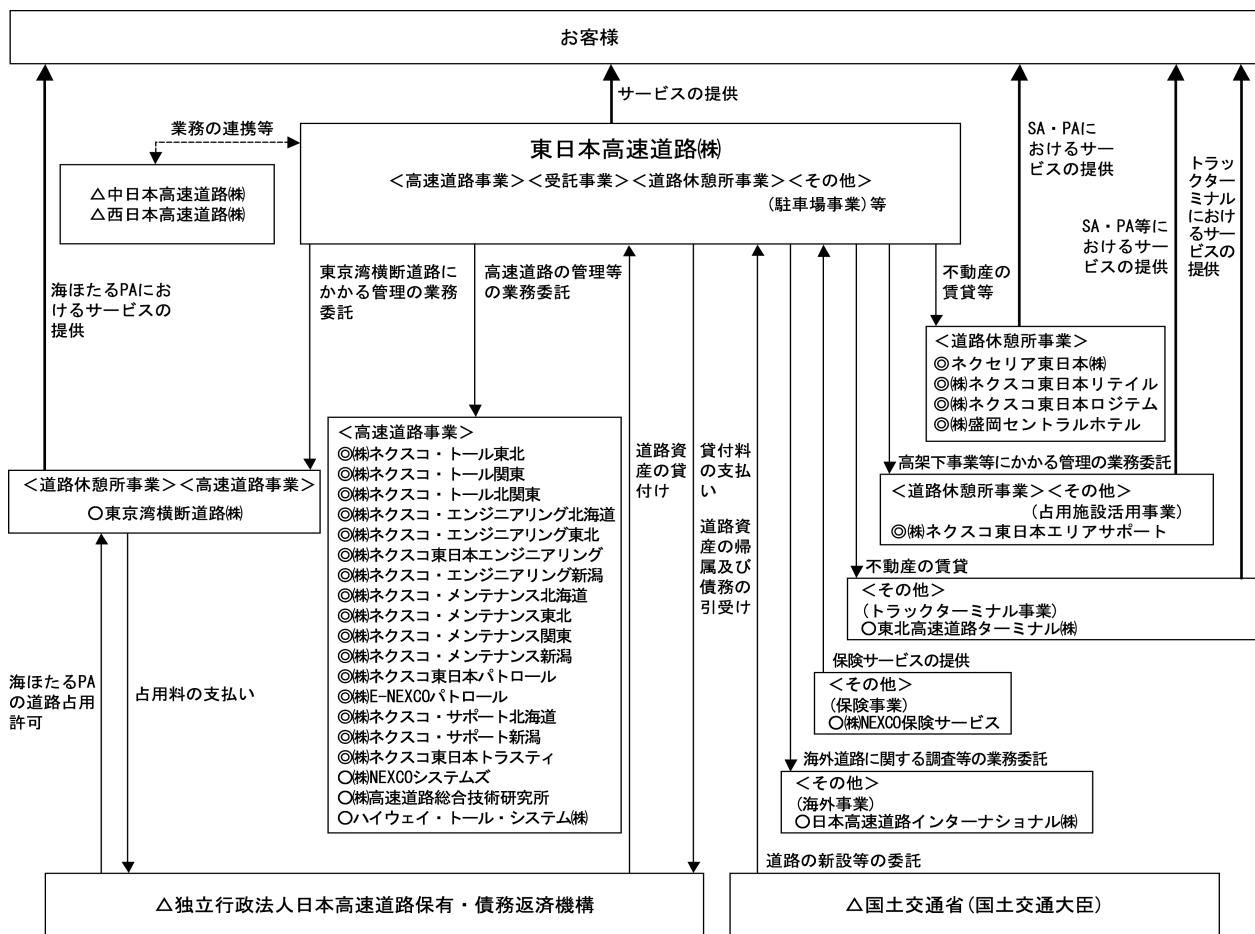 お客様
サービスの提供
業務の連携等
東日本高速道路㈱
＜高速道路事業＞＜受託事業＞＜道路休憩所事業＞＜その他＞
(駐車場事業)等
△中日本高速道路㈱
△西日本高速道路㈱
SA・PAに
おけるサー
ビスの提供
SA・PA等に
おけるサー
ビスの提供
トラッ
クター
ミナル
におけ
るサー
ビスの
提供
海ほたるPAにお
けるサービスの
提供
東京湾横断道路に
かかる管理の業務
委託
高速道路の管理等
の業務委託
不動産の
賃貸等
＜道路休憩所事業＞
◎ネクセリア東日本㈱
◎㈱ネクスコ東日本リテイル
◎㈱ネクスコ東日本ロジテム
◎㈱盛岡セントラルホテル
＜高速道路事業＞
◎㈱ネクスコ・トール東北
◎㈱ネクスコ・トール関東
◎㈱ネクスコ・トール北関東
◎㈱ネクスコ・エンジニアリング北海道
◎㈱ネクスコ・エンジニアリング東北
◎㈱ネクスコ東日本エンジニアリング
◎㈱ネクスコ・エンジニアリング新潟
◎㈱ネクスコ・メンテナンス北海道
◎㈱ネクスコ・メンテナンス東北
◎㈱ネクスコ・メンテナンス関東
◎㈱ネクスコ・メンテナンス新潟
◎㈱ネクスコ東日本パトロール
◎㈱E-NEXCOパトロール
◎㈱ネクスコ・サポート北海道
◎㈱ネクスコ・サポート新潟
◎㈱ネクスコ東日本トラスティ
○㈱NEXCOシステムズ
○㈱高速道路総合技術研究所
○ハイウェイ・トール・システム㈱
道路資
産の貸
付け
貸付料
の支払
い
道路資
産の帰
属及び
債務の
引受け
高架下事業等にかかる管理の業務委託
＜道路休憩所事業＞＜その他＞
(占用施設活用事業)
◎㈱ネクスコ東日本エリアサポート
＜道路休憩所事業＞＜高速道路事業＞
○東京湾横断道路㈱
不動産の賃貸
＜その他＞
(トラックターミナル事業)
○東北高速道路ターミナル㈱
保険サービスの提供
＜その他＞
(保険事業)
○㈱NEXCO保険サービス
海ほたるPA
の道路占用
許可
占用料の支払い
海外道路に関する調査等の業務委託
＜その他＞
(海外事業)
○日本高速道路インターナショナル㈱
道路の新設等の委託
△独立行政法人日本高速道路保有・債務返済機構
△国土交通省(国土交通大臣)